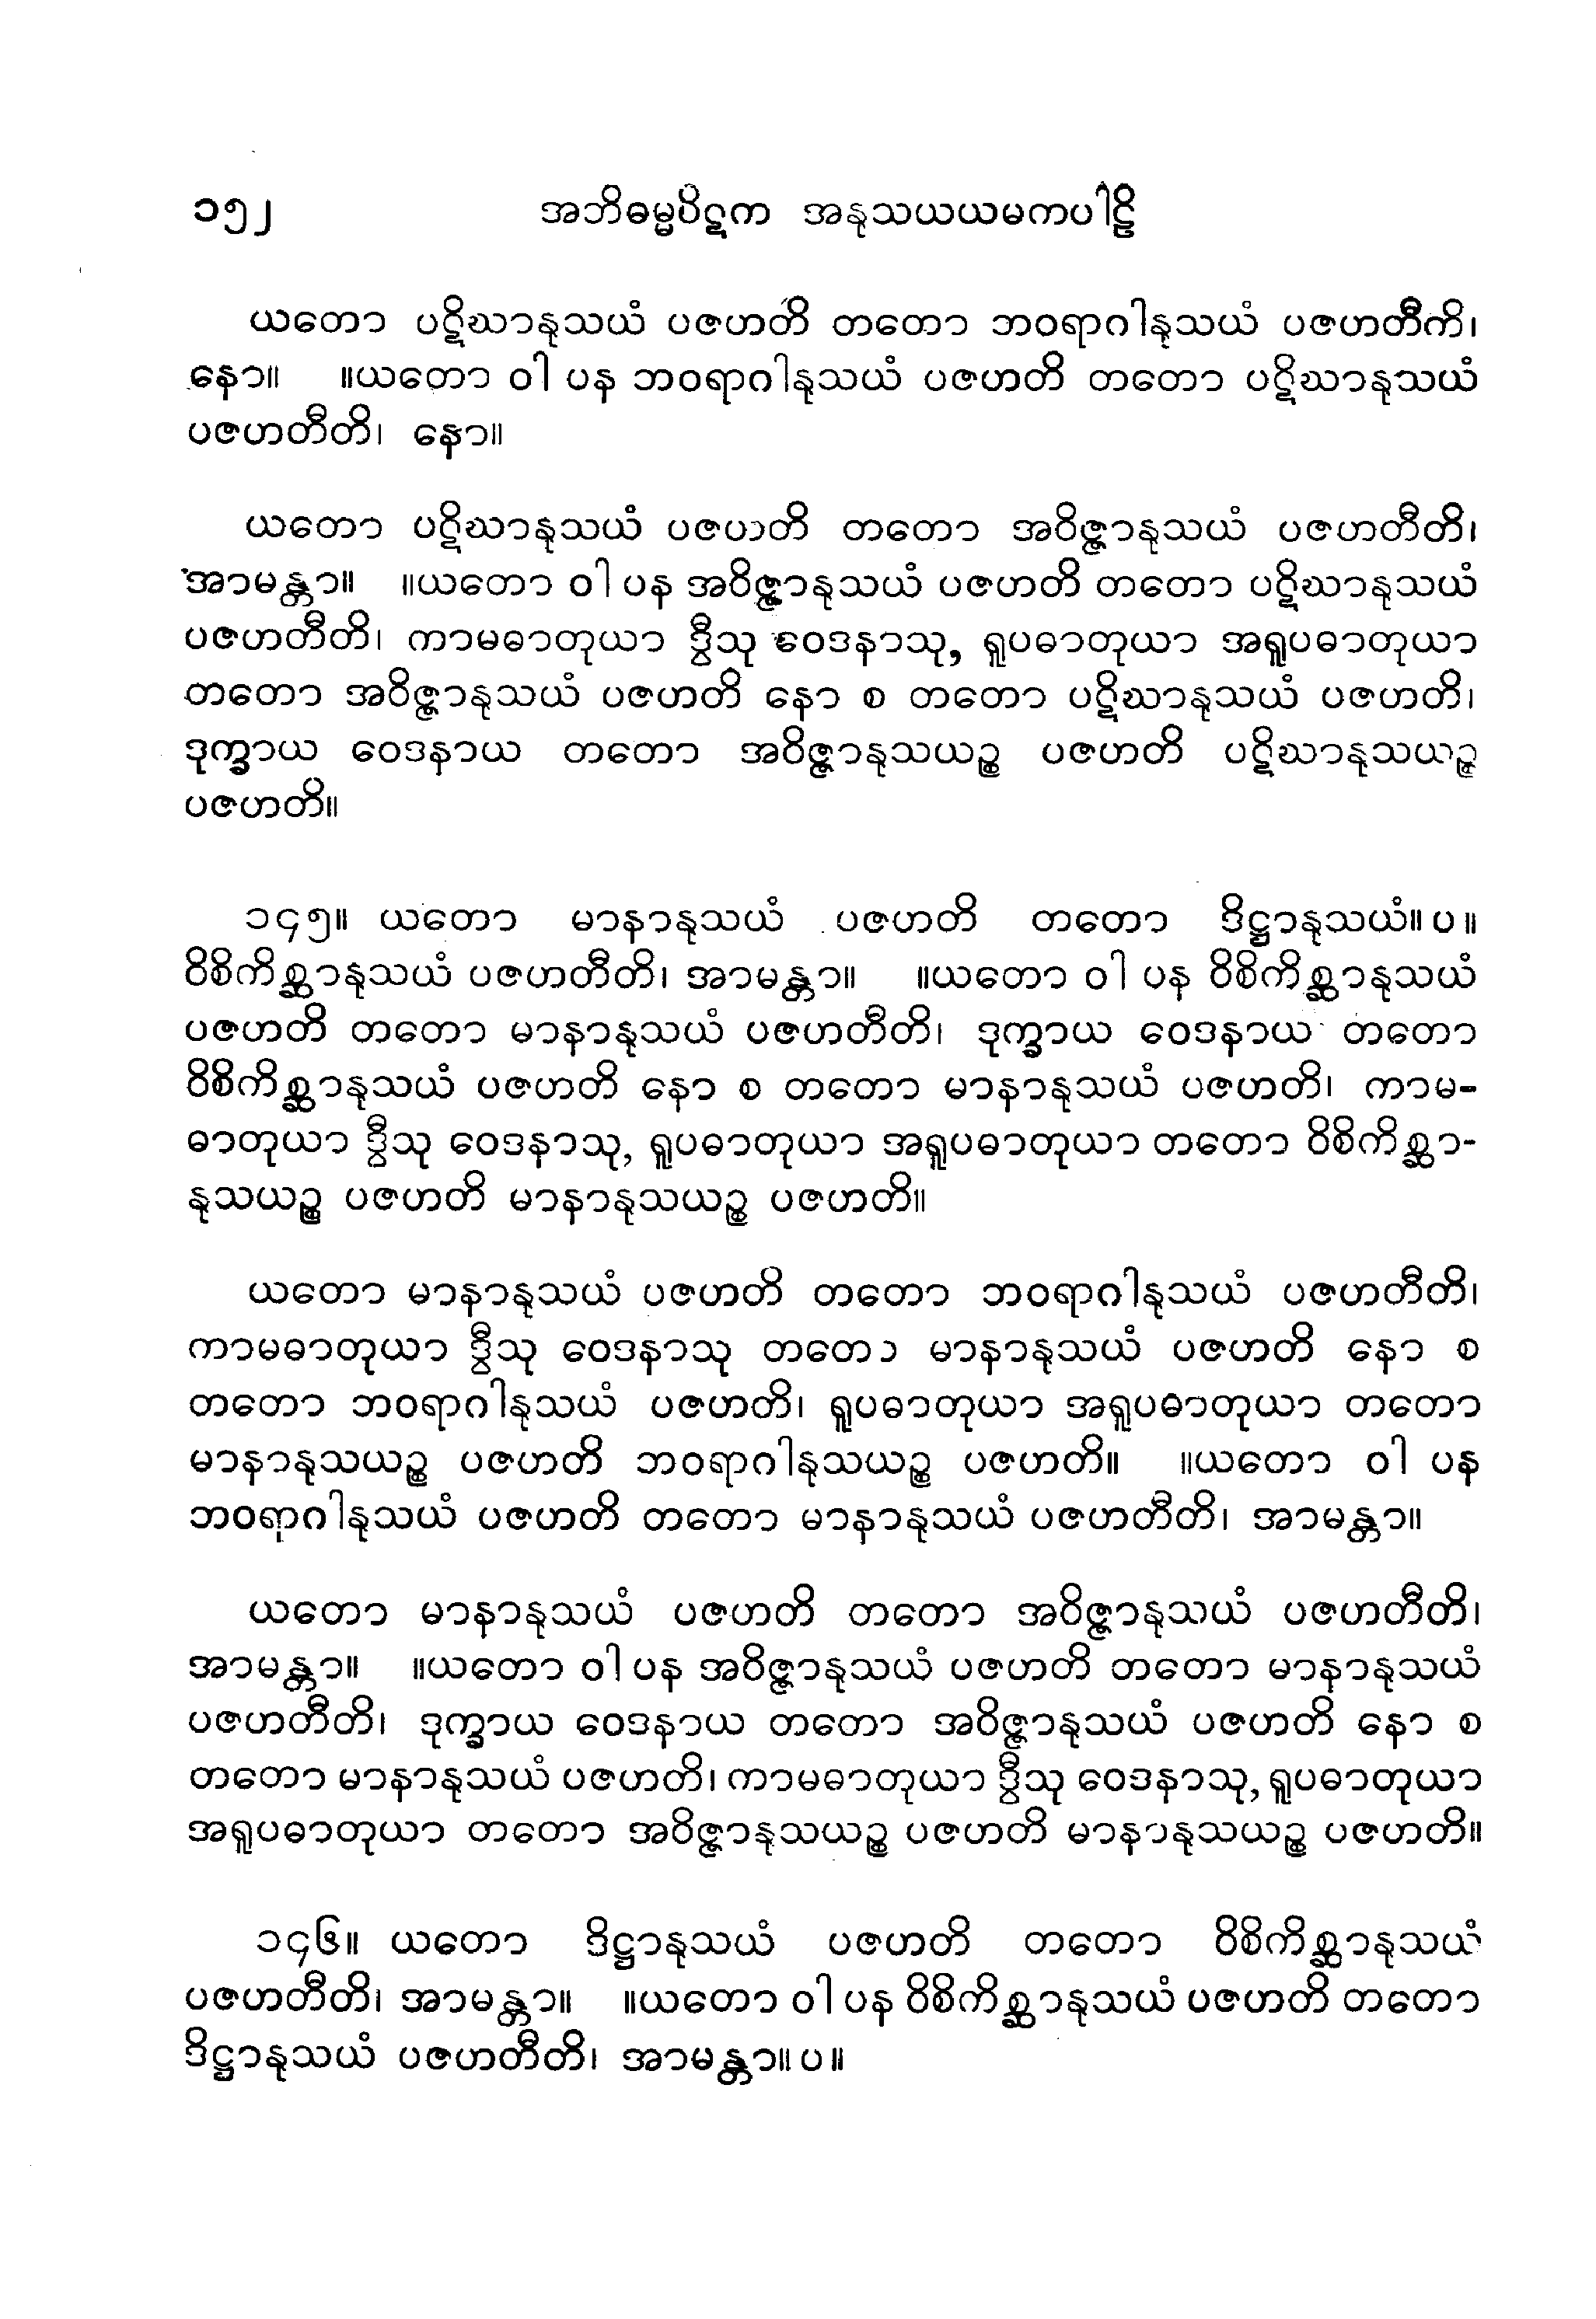 ၁၅၂ အဘိဓမ္မပိဋက အနုသယယမကပါဠိ
ယတော ပဋိဃာနုသယံ ပဇဟတိ တတော ဘဝရာဂါနုသယံ ပဇဟတီကိ၊
နော။ ။ယတော ဝါ ပန ဘဝရာဂါနုသယံ ပဇဟတိ တတော ပဋိဃာနုသယံ
ပဇဟတီတိ၊ နော။
ယတော ပဋိဃာနုသယံ ပဇဟတိ တတော အဝိဇ္ဇာနုသယံ ပဇဟတီတိ၊
အာမန္တာ။ ။ယတော ဝါ ပန အဝိဇ္ဇာနုသယံ ပဇဟတိ တတော ပဋိဃာနုသယံ
ပဇဟတီတိ၊ ကာမဓာတုယာ ဒွီသု ဝေဒနာသု, ရူပဓာတုယာ အရူပဓာတုယာ
တတော အဝိဇ္ဇာနုသယံ ပဇဟတိ နော စ တတော ပဋိဃာနုသယံ ပဇဟတိ၊
ဒုက္ခာယ ဝေဒနာယ တတော အဝိဇ္ဇာနုသယဉ္စ ပဇဟတိ ပဋိဃာနုသယဉ္စ
ပဇဟတိ။
၁၄၅။ ယတော မာနာနုသယံ ပဇဟတိ တတော ဒိဋ္ဌာနုသယံ။ ပ ။
ဝိစိကိစ္ဆာနုသယံ ပဇဟတီတိ၊ အာမန္တာ။ ။ယတော ဝါ ပန ဝိစိကိစ္ဆာနုသယံ
ပဇဟတိ တတော မာနာနုသယံ ပဇဟတီတိ၊ ဒုက္ခာယ ဝေဒနာယ တတော
ဝိစိကိစ္ဆာနုသယံ ပဇဟတိ နော စ တတော မာနာနုသယံ ပဇဟတိ၊ ကာမ-
ဓာတုယာ ဒွီသု ဝေဒနာသု, ရူပဓာတုယာ အရူပဓာတုယာ တတော ဝိစိကိစ္ဆာ-
နုသယဉ္စ ပဇဟတိ မာနာနုသယဉ္စ ပဇဟတိ။
ယတော မာနာနုသယံ ပဇဟတိ တတော ဘဝရာဂါနုသယံ ပဇဟတီတိ၊
ကာမဓာတုယာ ဒွီသု ဝေဒနာသု တတော မာနာနုသယံ ပဇဟတိ နော စ
တတော ဘဝရာဂါနုသယံ ပဇဟတိ၊ ရူပဓာတုယာ အရူပဓာတုယာ တတော
မာနာနုသယဉ္စ ပဇဟတိ ဘဝရာဂါနုသယဉ္စ ပဇဟတိ။ ။ယတော ဝါ ပန
ဘဝရာဂါနုသယံ ပဇဟတိ တတော မာနာနုသယံ ပဇဟတီတိ၊ အာမန္တာ။
ယတော မာနာနုသယံ ပဇဟတိ တတော အဝိဇ္ဇာနုသယံ ပဇဟတီတိ၊
အာမန္တာ။ ။ယတော ဝါ ပန အဝိဇ္ဇာနုသယံ ပဇဟတိ တတော မာနာနုသယံ
ပဇဟတီတိ၊ ဒုက္ခာယ ဝေဒနာယ တတော အဝိဇ္ဇာနုသယံ ပဇဟတိ နော စ
တတော မာနာနုသယံ ပဇဟတိ၊ ကာမဓာတုယာ ဒွီသု ဝေဒနာသု, ရူပဓာတုယာ
အရူပဓာတုယာ တတော အဝိဇ္ဇာနုသယဉ္စ ပဇဟတိ မာနာနုသယဉ္စ ပဇဟတိ။
၁၄၆။ ယတော ဒိဋ္ဌာနုသယံ ပဇဟတိ တတော ဝိစိကိစ္ဆာနုသယံ
ပဇဟတီတိ၊ အာမန္တာ။ ။ယတော ဝါ ပန ဝိစိကိစ္ဆာနုသယံ ပဇဟတိ တတော
ဒိဋ္ဌာနုသယံ ပဇဟတီတိ၊ အာမန္တာ။ ပ ။